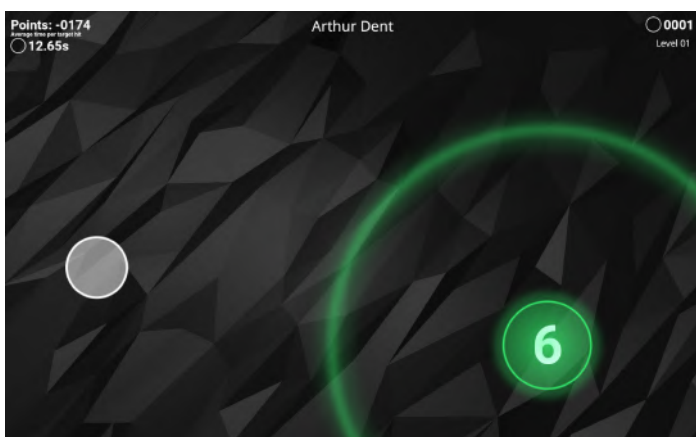 Points: -0174
Average time per target hit
12.65s
Arthur Dent
0001
Level 01
6